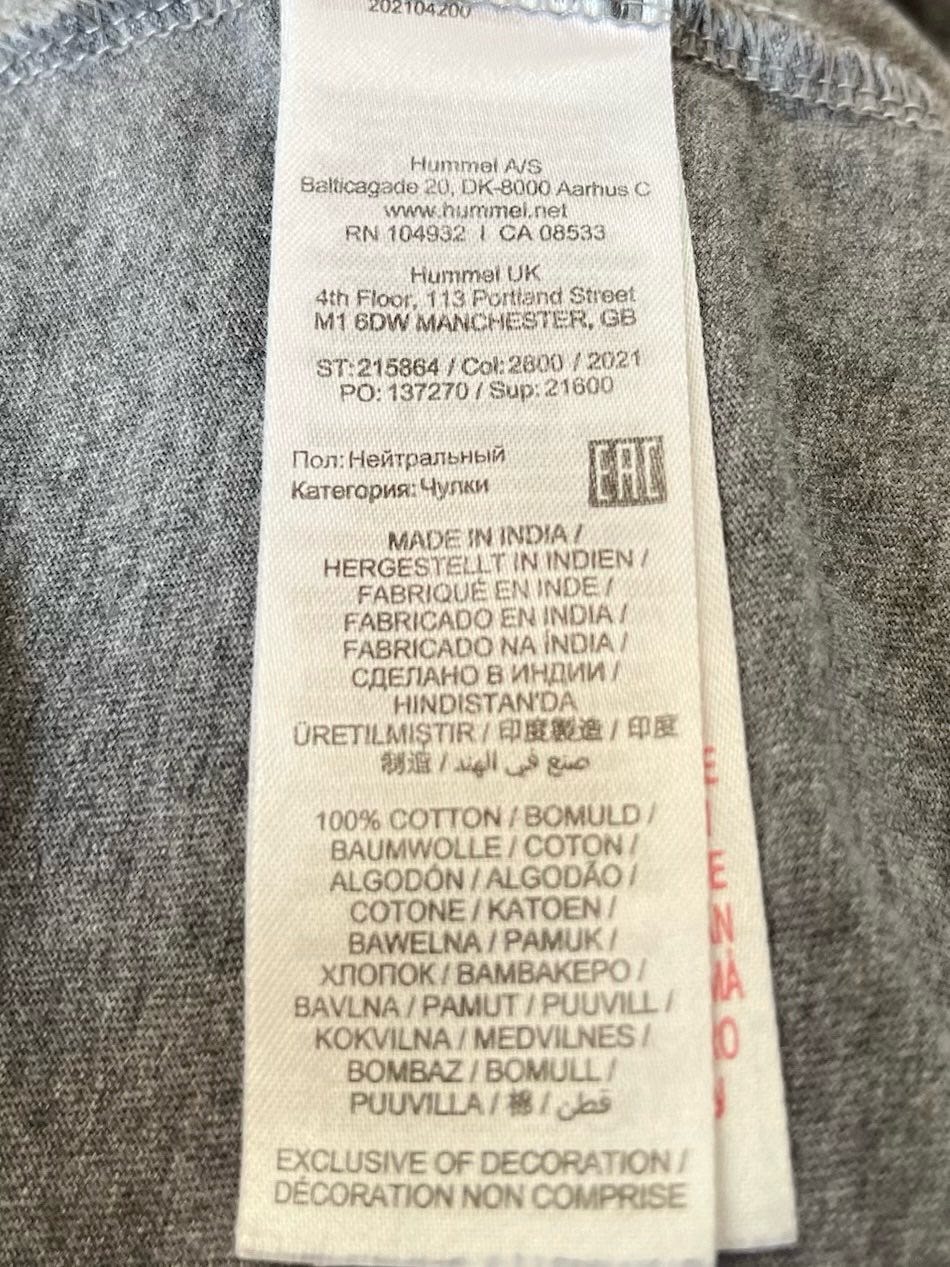 202104200
Hummel A/S
Balticagade 20, DK-8000 Aarhus C
www.hummel.net
RN 104932 I CA 08533
Hummel UK
4th Floor, 113 Portland Street
M1 6DW MANCHESTER, GB
ST:215864 / Col:2800 / 2021
PO: 137270 / Sup: 21600
Пол: Нейтральный
Категория: Чулки
EAC
MADE IN INDIA /
HERGESTELLT IN INDIEN /
FABRIQUÉ EN INDE /
FABRICADO EN INDIA /
FABRICADO NA ÍNDIA /
СДЕЛАНО В ИНДИИ /
HINDISTAN'DA
ÜRETILMIŞTIR / 印度製造 / 印度
制造 / صنع في الهند
100% COTTON / BOMULD /
BAUMWOLLE / COTON /
ALGODÓN / ALGODÃO /
COTONE / KATOEN /
BAWELNA / PAMUK /
ХЛОПОК / ΒΑΜΒΑΚΕΡΟ /
BAVLNA / PAMUT / PUUVILL /
KOKVILNA / MEDVILNES /
BOMBAZ / BOMULL /
PUUVILLA / 棉 / قطن
EXCLUSIVE OF DECORATION /
DÉCORATION NON COMPRISE